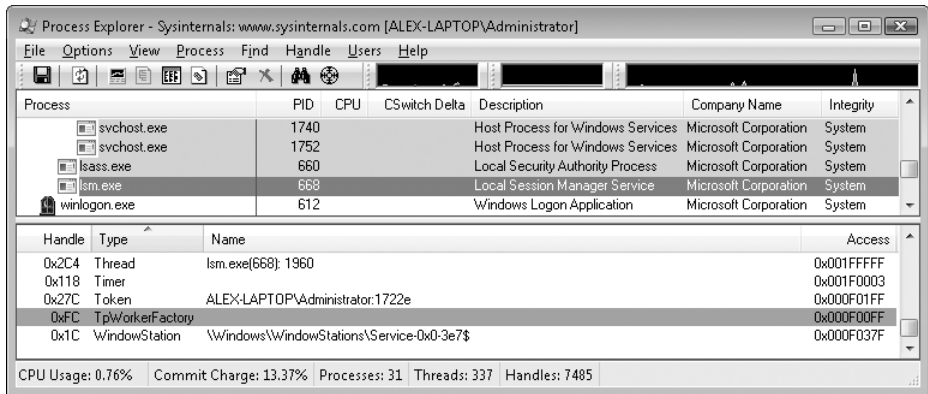 Process Explorer - Sysinternals: www.sysinternals.com [ALEX-LAPTOP\Administrator]
File Options View Process Find Handle Users Help
Process PID CPU CSwitch Delta Description Company Name Integrity
svchost.exe 1740 Host Process for Windows Services Microsoft Corporation System
svchost.exe 1752 Host Process for Windows Services Microsoft Corporation System
lsass.exe 660 Local Security Authority Process Microsoft Corporation System
lsm.exe 668 Local Session Manager Service Microsoft Corporation System
winlogon.exe 612 Windows Logon Application Microsoft Corporation System
Handle Type Name Access
0x2C4 Thread lsm.exe(668): 1960 0x001FFFFF
0x118 Timer 0x001F0003
0x27C Token ALEX-LAPTOP\Administrator:1722e 0x000F01FF
0xFC TpWorkerFactory 0x000F00FF
0x1C WindowStation \Windows\WindowStations\Service-0x0-3e7$ 0x000F037F
CPU Usage: 0.76% Commit Charge: 13.37% Processes: 31 Threads: 337 Handles: 7485